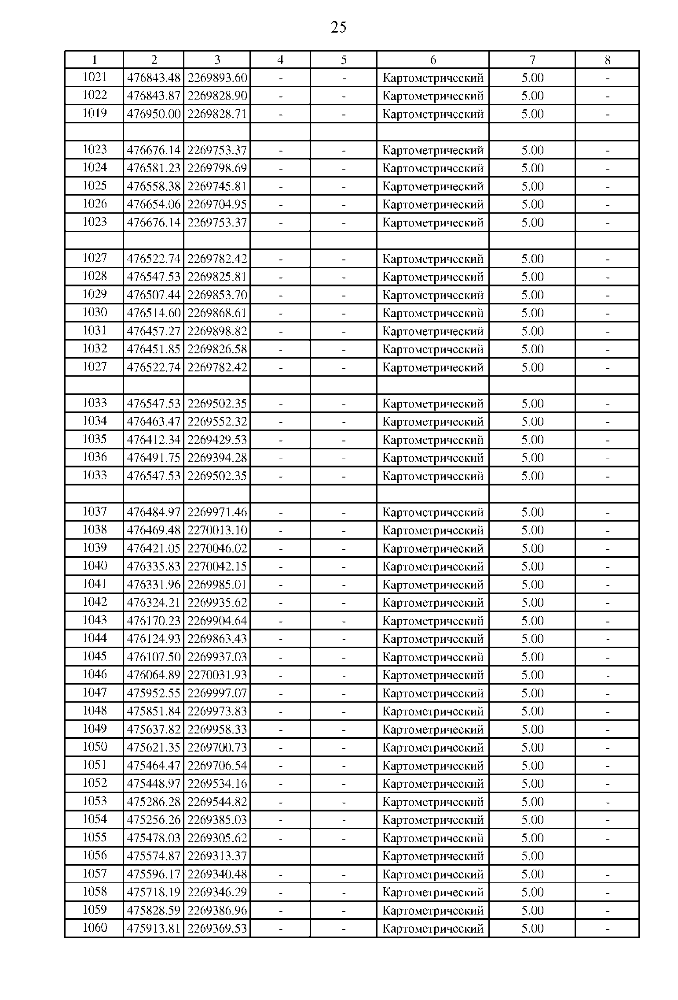 25
1 2 3 4 5 6 7 8
1021 476843.48 2269893.60 - - Картометрический 5.00 -
1022 476843.87 2269828.90 - - Картометрический 5.00 -
1019 476950.00 2269828.71 - - Картометрический 5.00 -
1023 476676.14 2269753.37 - - Картометрический 5.00 -
1024 476581.23 2269798.69 - - Картометрический 5.00 -
1025 476558.38 2269745.81 - - Картометрический 5.00 -
1026 476654.06 2269704.95 - - Картометрический 5.00 -
1023 476676.14 2269753.37 - - Картометрический 5.00 -
1027 476522.74 2269782.42 - - Картометрический 5.00 -
1028 476547.53 2269825.81 - - Картометрический 5.00 -
1029 476507.44 2269853.70 - - Картометрический 5.00 -
1030 476514.60 2269868.61 - - Картометрический 5.00 -
1031 476457.27 2269898.82 - - Картометрический 5.00 -
1032 476451.85 2269826.58 - - Картометрический 5.00 -
1027 476522.74 2269782.42 - - Картометрический 5.00 -
1033 476547.53 2269502.35 - - Картометрический 5.00 -
1034 476463.47 2269552.32 - - Картометрический 5.00 -
1035 476412.34 2269429.53 - - Картометрический 5.00 -
1036 476491.75 2269394.28 - - Картометрический 5.00 -
1033 476547.53 2269502.35 - - Картометрический 5.00 -
1037 476484.97 2269971.46 - - Картометрический 5.00 -
1038 476469.48 2270013.10 - - Картометрический 5.00 -
1039 476421.05 2270046.02 - - Картометрический 5.00 -
1040 476335.83 2270042.15 - - Картометрический 5.00 -
1041 476331.96 2269985.01 - - Картометрический 5.00 -
1042 476324.21 2269935.62 - - Картометрический 5.00 -
1043 476170.23 2269904.64 - - Картометрический 5.00 -
1044 476124.93 2269863.43 - - Картометрический 5.00 -
1045 476107.50 2269937.03 - - Картометрический 5.00 -
1046 476064.89 2270031.93 - - Картометрический 5.00 -
1047 475952.55 2269997.07 - - Картометрический 5.00 -
1048 475851.84 2269973.83 - - Картометрический 5.00 -
1049 475637.82 2269958.33 - - Картометрический 5.00 -
1050 475621.35 2269700.73 - - Картометрический 5.00 -
1051 475464.47 2269706.54 - - Картометрический 5.00 -
1052 475448.97 2269534.16 - - Картометрический 5.00 -
1053 475286.28 2269544.82 - - Картометрический 5.00 -
1054 475256.26 2269385.03 - - Картометрический 5.00 -
1055 475478.03 2269305.62 - - Картометрический 5.00 -
1056 475574.87 2269313.37 - - Картометрический 5.00 -
1057 475596.17 2269340.48 - - Картометрический 5.00 -
1058 475718.19 2269346.29 - - Картометрический 5.00 -
1059 475828.59 2269386.96 - - Картометрический 5.00 -
1060 475913.81 2269369.53 - - Картометрический 5.00 -